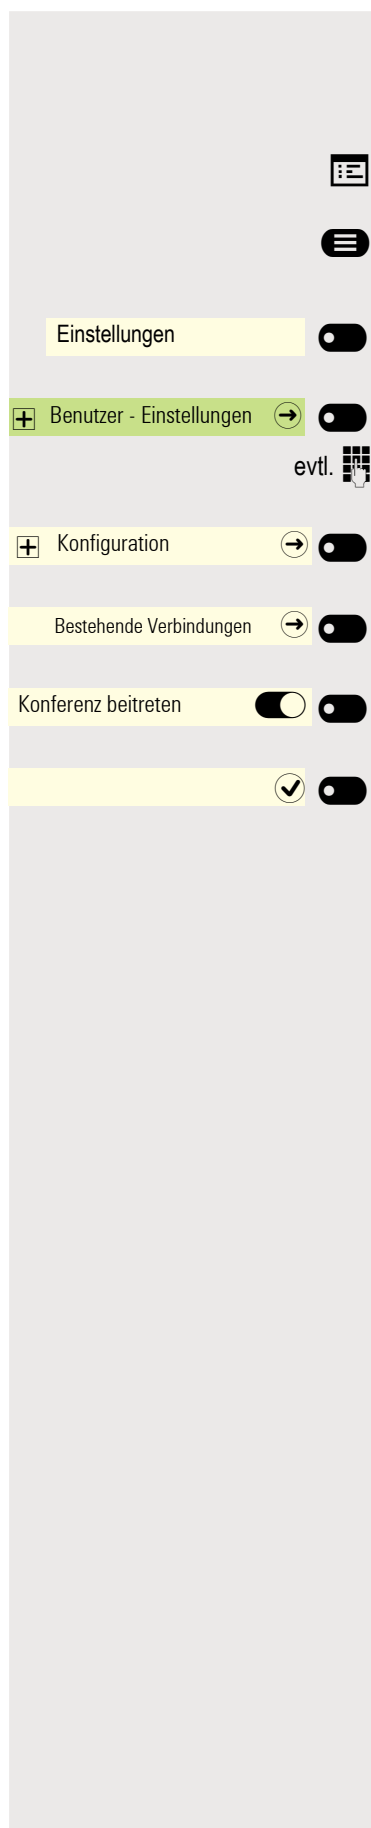 Einstellungen
Benutzer - Einstellungen
evtl.
Konfiguration
Bestehende Verbindungen
Konferenz beitreten